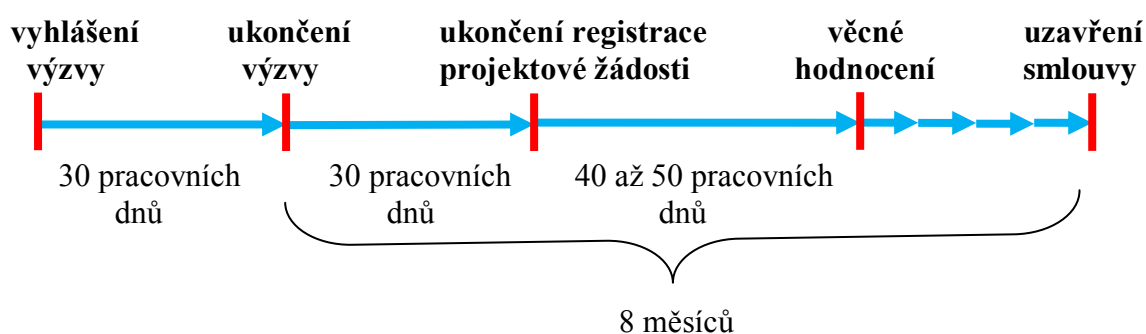 vyhlášení
výzvy
ukončení
výzvy
ukončení registrace
projektové žádosti
věcné
hodnocení
uzavření
smlouvy
30 pracovních
dnů
30 pracovních
dnů
40 až 50 pracovních
dnů
8 měsíců